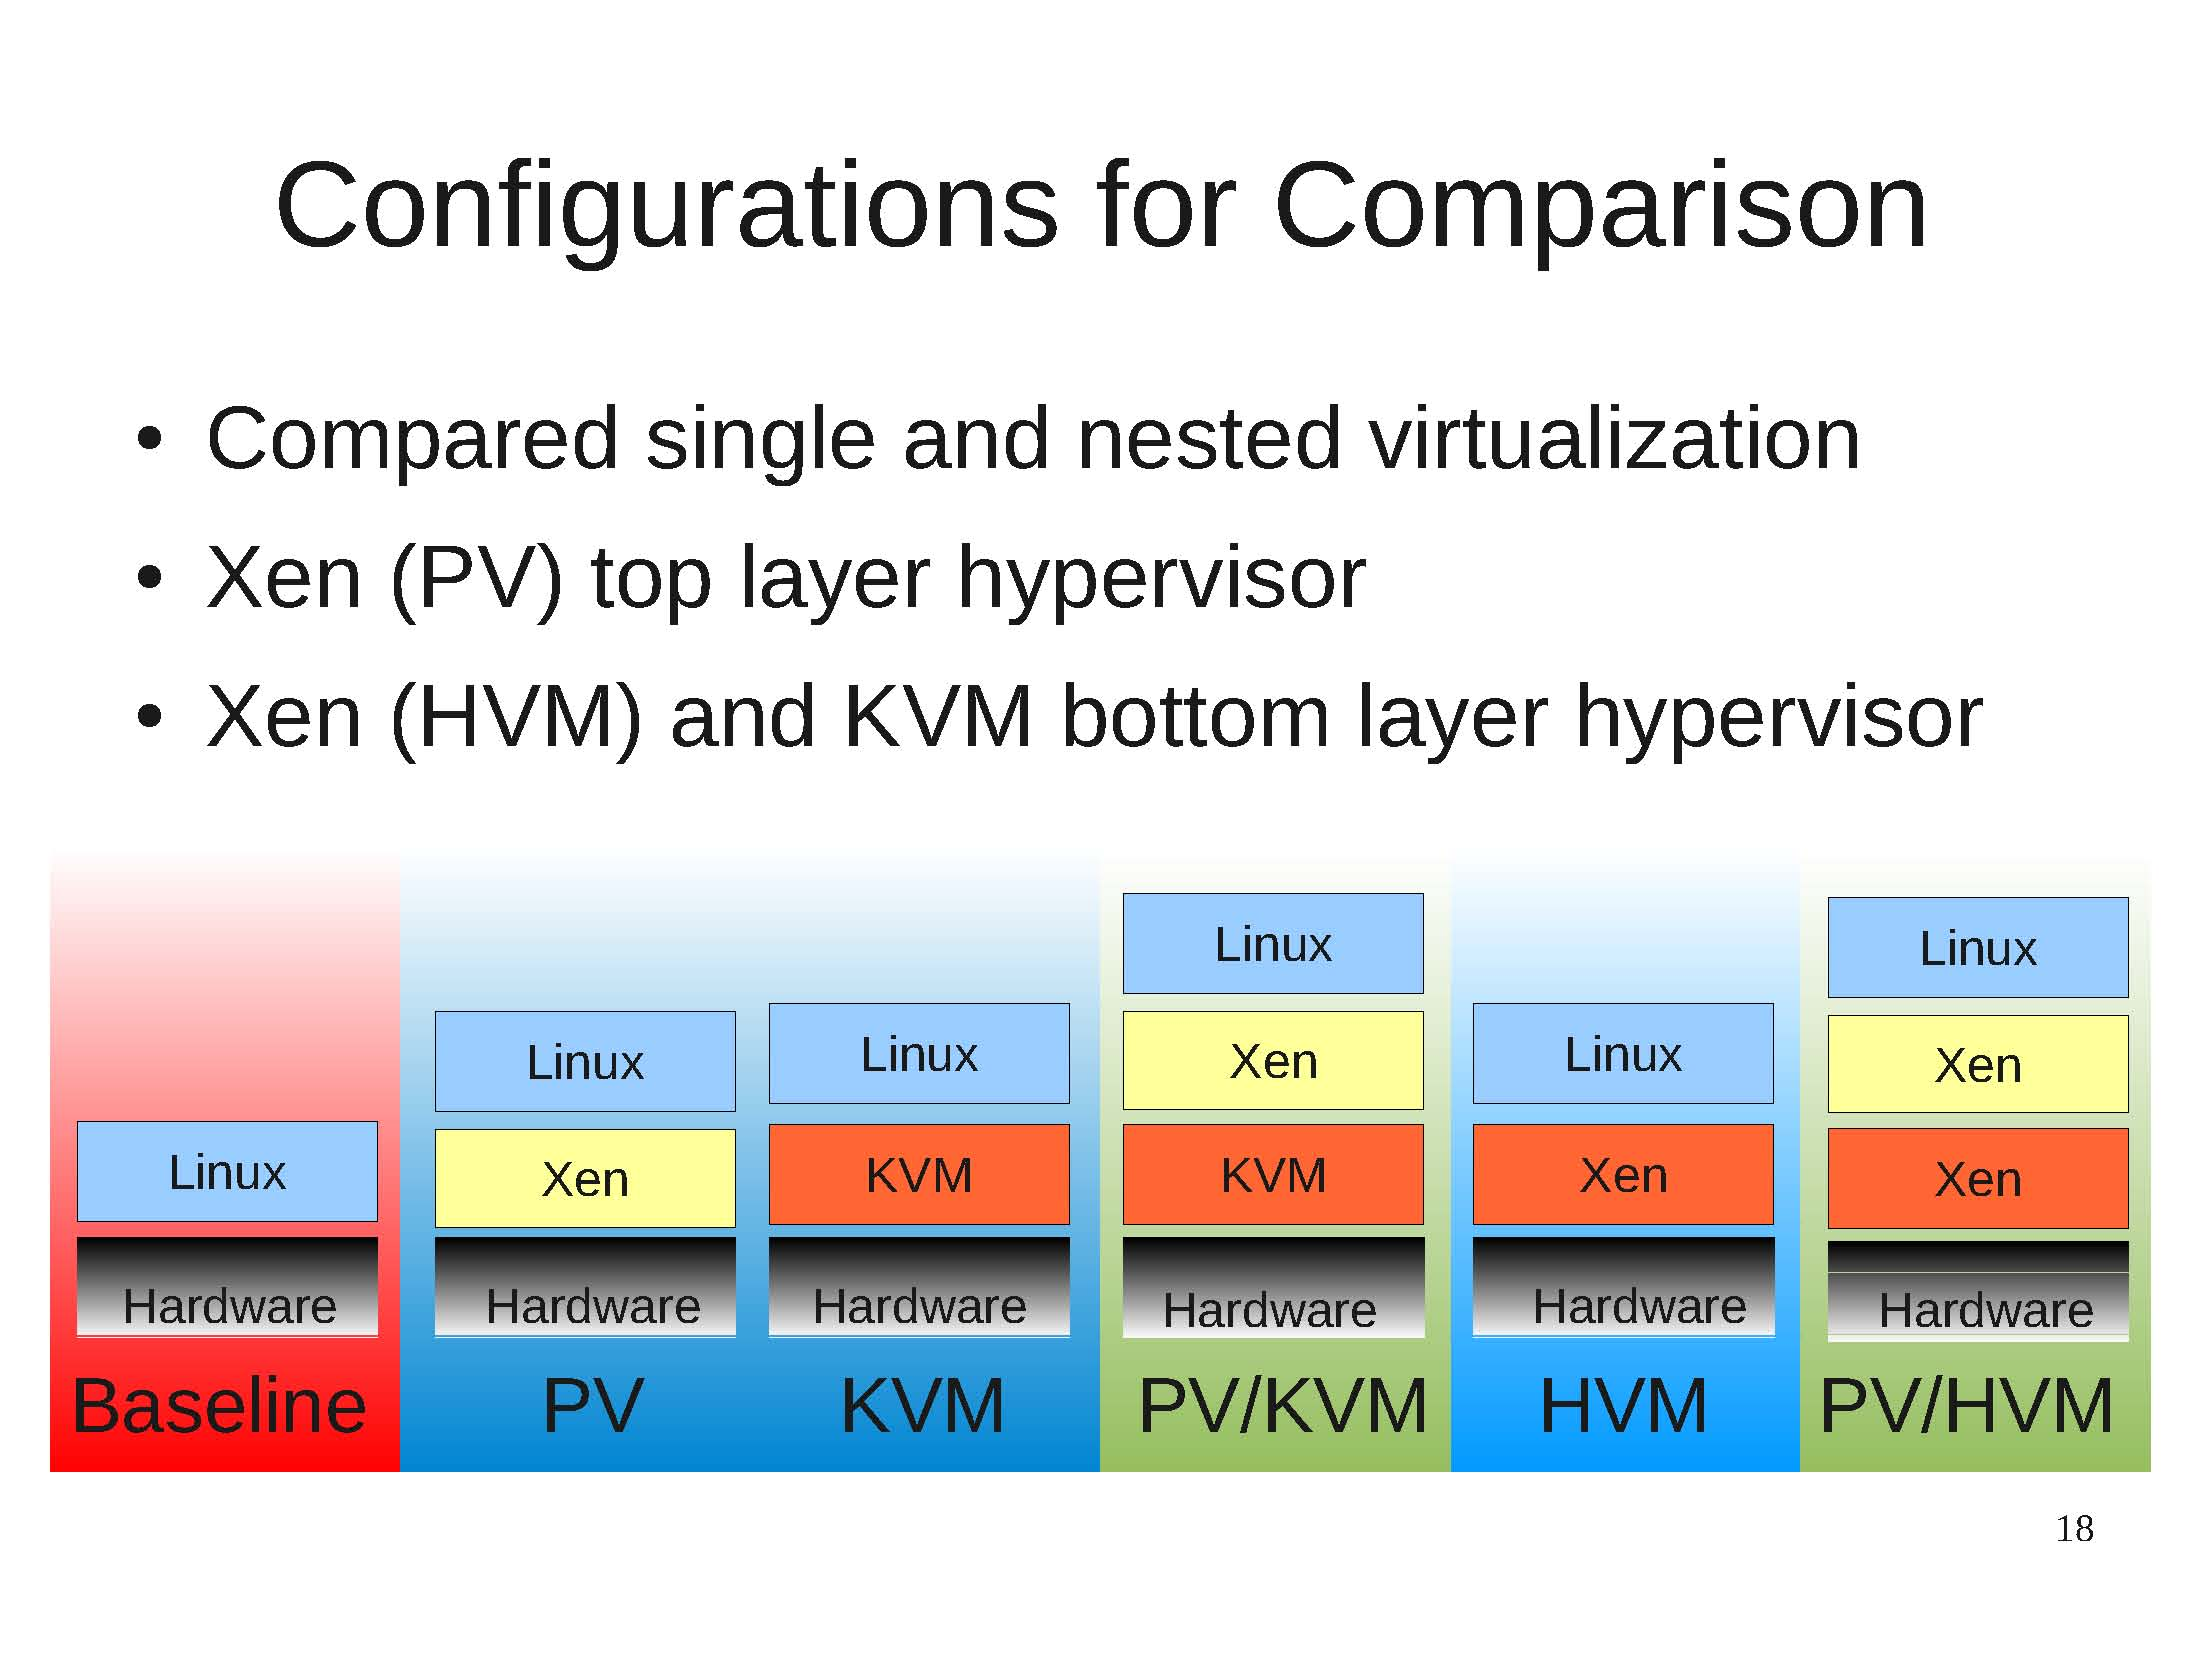 Configurations for Comparison
• Compared single and nested virtualization
• Xen (PV) top layer hypervisor
• Xen (HVM) and KVM bottom layer hypervisor
Linux
Hardware
Baseline
Linux
Xen
Hardware
PV
Linux
KVM
Hardware
KVM
Linux
Xen
KVM
Hardware
PV/KVM
Linux
Xen
Hardware
HVM
Linux
Xen
Xen
Hardware
PV/HVM
18